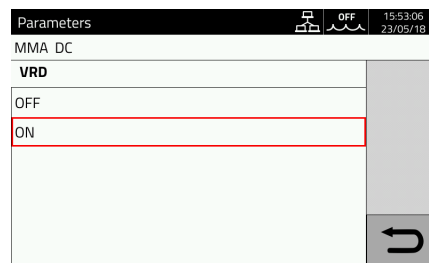 Parameters
OFF
15:53:06
23/05/18
MMA DC
VRD
OFF
ON